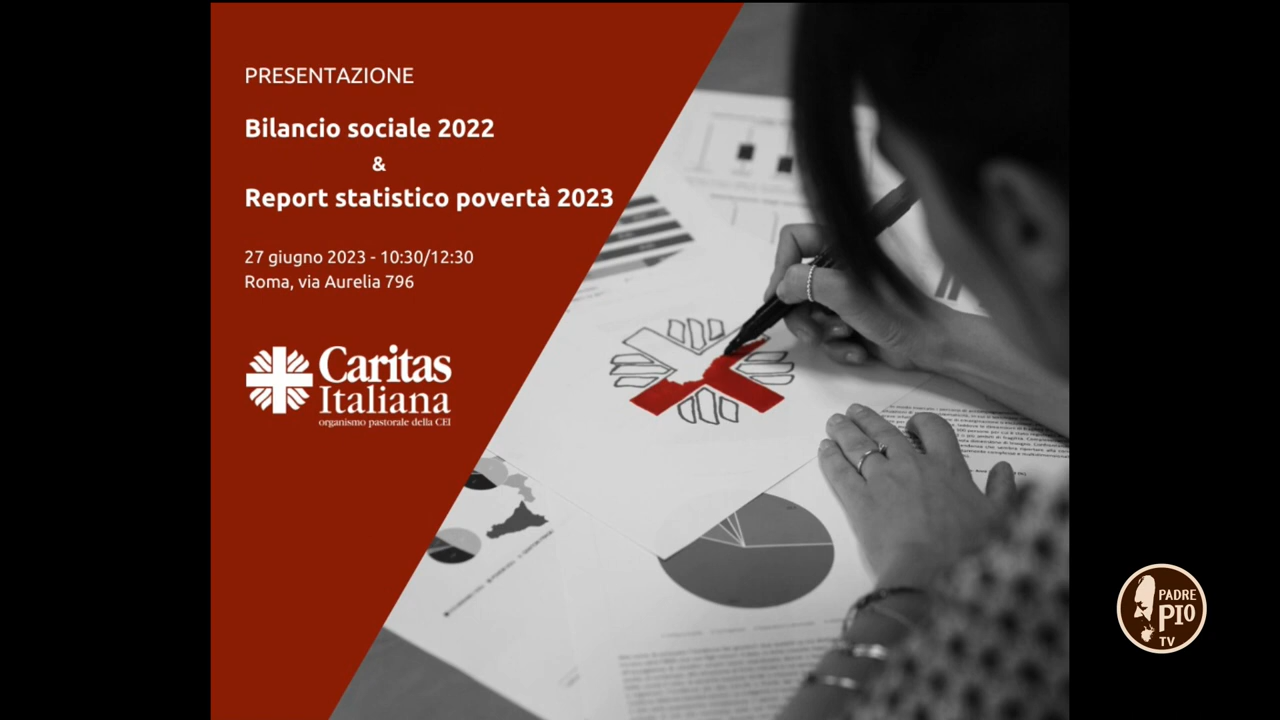 PRESENTAZIONE
Bilancio sociale 2022
&
Report statistico povertà 2023
27 giugno 2023 - 10:30/12:30
Roma, via Aurelia 796
Caritas
Italiana
organismo pastorale della CEI
PADRE
PIO
TV